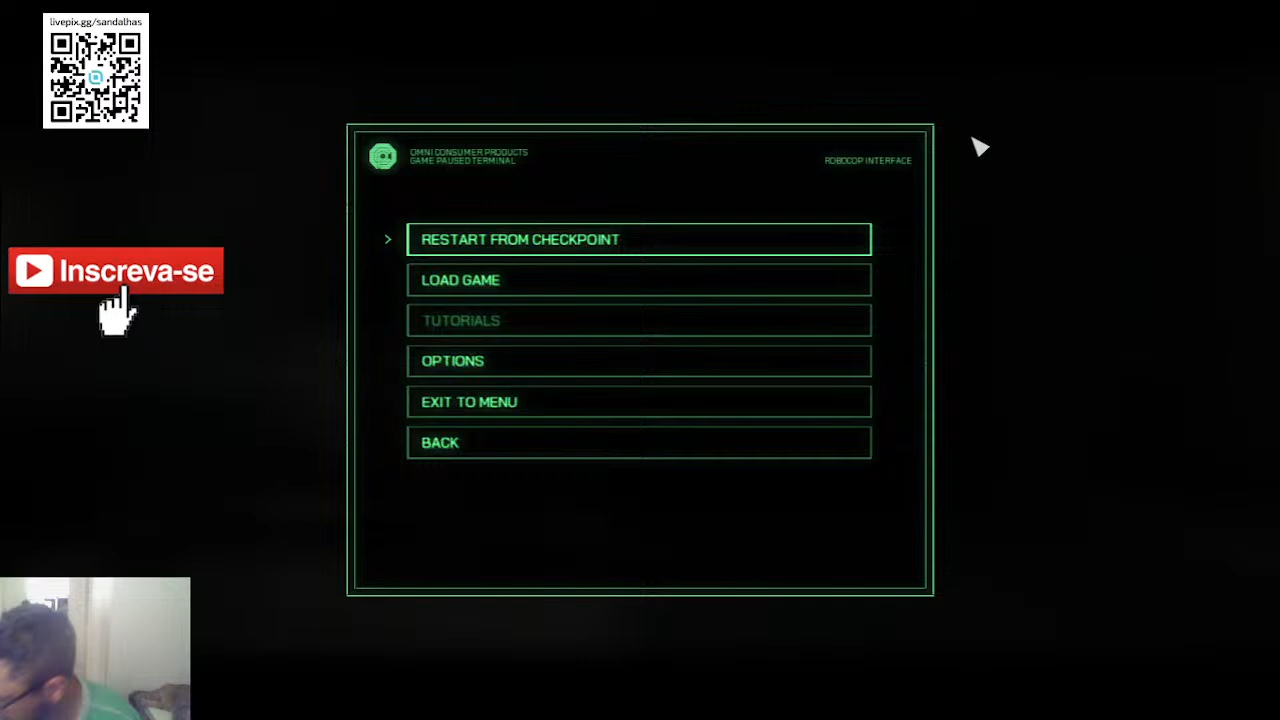 livepix.gg/sandalhas
OMNI CONSUMER PRODUCTS
GAME PAUSED TERMINAL
ROBOCOP INTERFACE
> RESTART FROM CHECKPOINT
LOAD GAME
Inscreva-se
TUTORIALS
OPTIONS
EXIT TO MENU
BACK